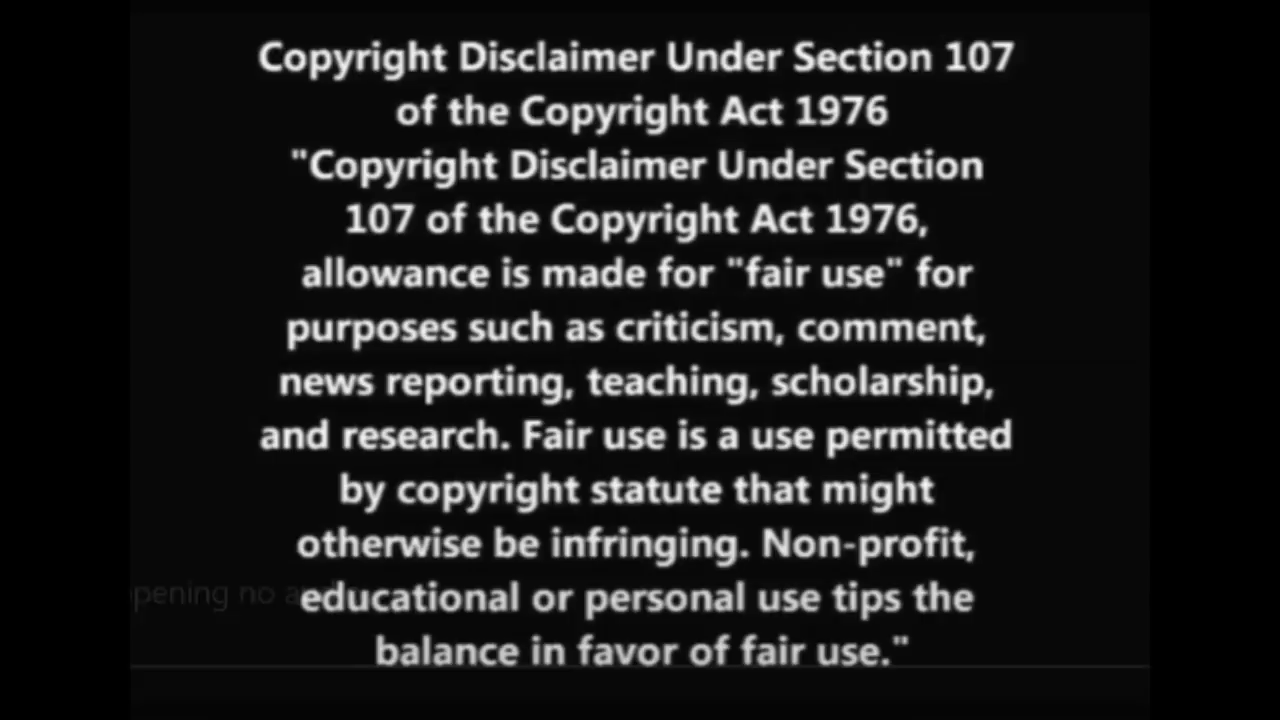 Copyright Disclaimer Under Section 107
of the Copyright Act 1976
"Copyright Disclaimer Under Section
107 of the Copyright Act 1976,
allowance is made for "fair use" for
purposes such as criticism, comment,
news reporting, teaching, scholarship,
and research. Fair use is a use permitted
by copyright statute that might
otherwise be infringing. Non-profit,
pening no
educational or personal use tips the
balance in favor of fair use."